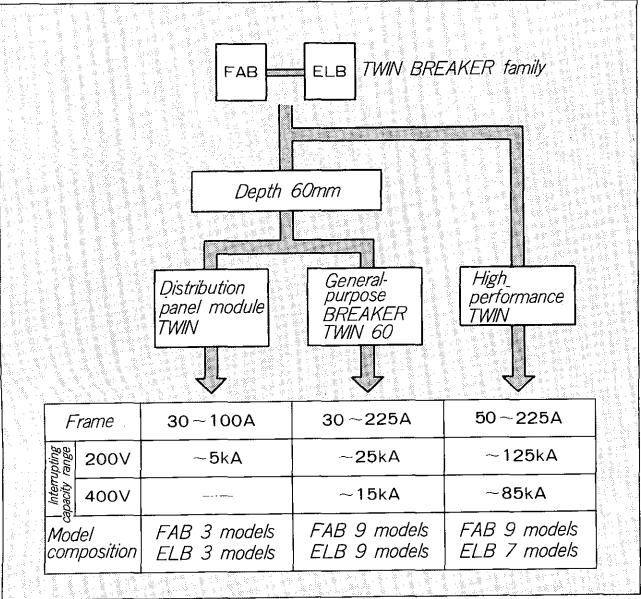 FAB ELB TWIN BREAKER family
Depth 60mm
Distribution
panel module
TWIN
General-
purpose
BREAKER
TWIN 60
High
performance
TWIN
Frame 30~100A 30~225A 50~225A
Interrupting
capacity range
200V ~5kA ~25kA ~125kA
400V — ~15kA ~85kA
Model
composition
FAB 3 models FAB 9 models FAB 9 models
ELB 3 models ELB 9 models ELB 7 models